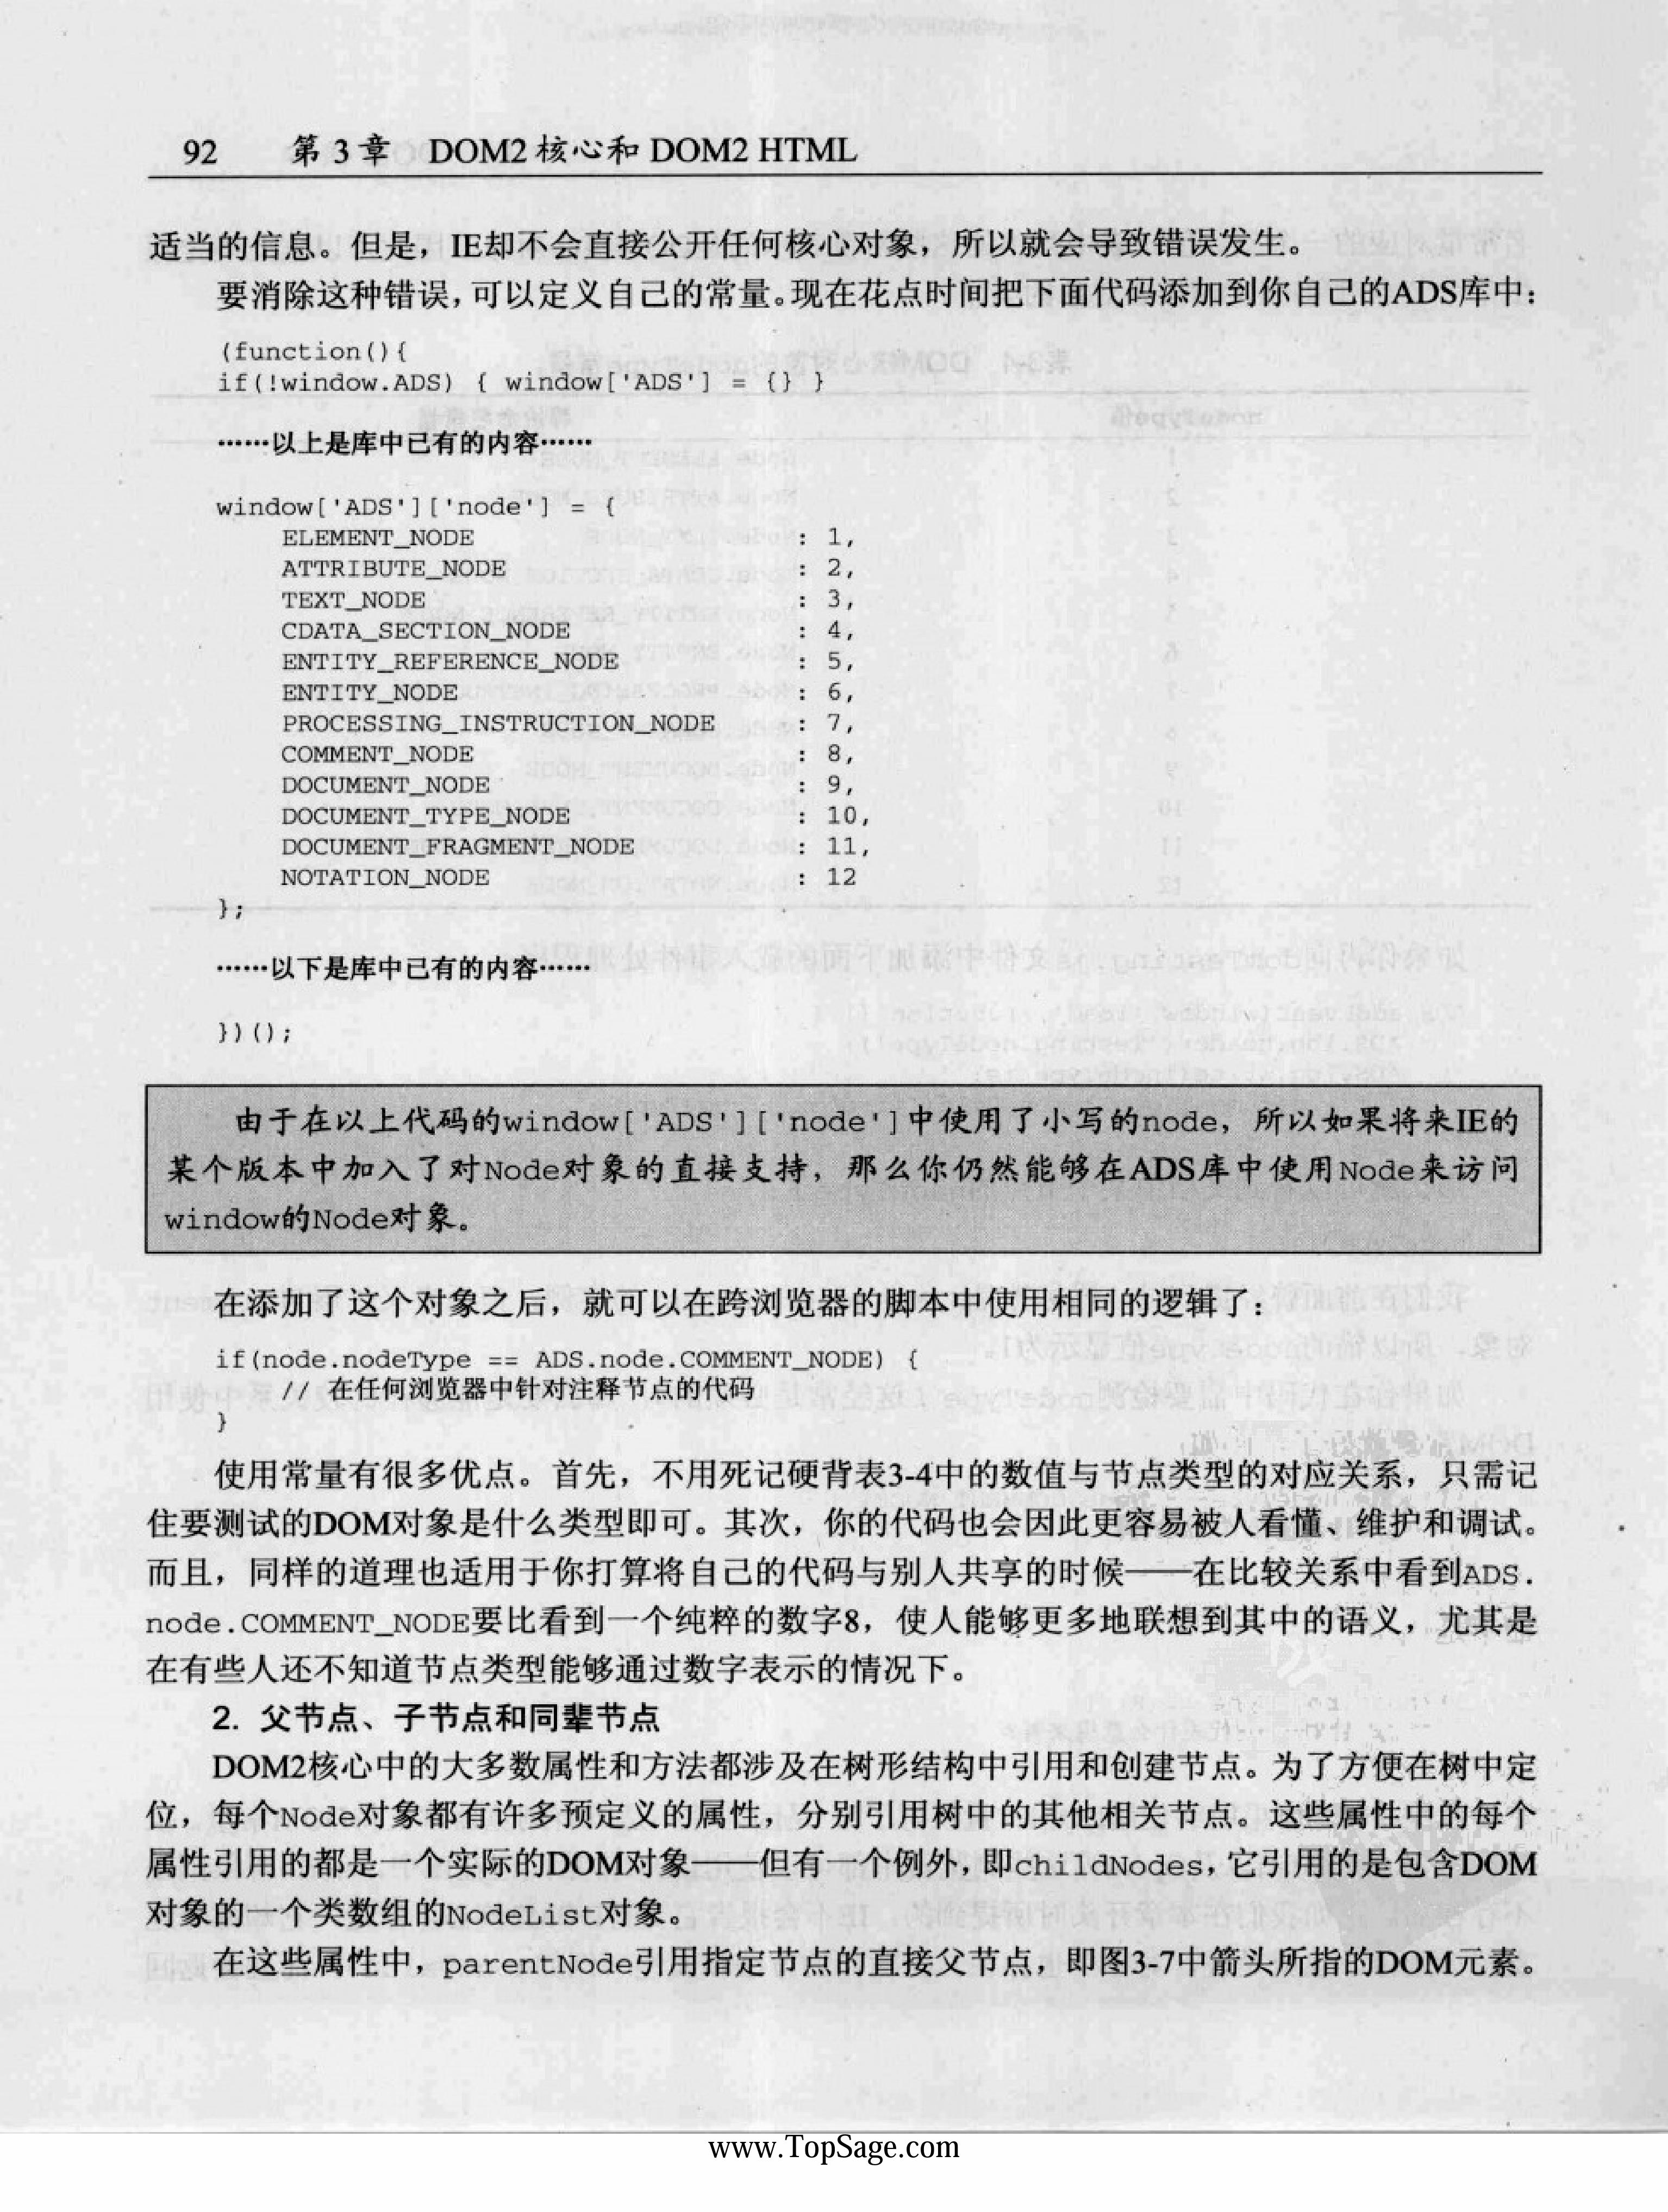 92 第 3 章 DOM2 核心和 DOM2 HTML
适当的信息。但是，IE却不会直接公开任何核心对象，所以就会导致错误发生。
要消除这种错误，可以定义自己的常量。现在花点时间把下面代码添加到你自己的ADS库中：
(function(){
if(!window.ADS) { window['ADS'] = {} }
……以上是库中已有的内容……
window['ADS']['node'] = {
ELEMENT_NODE : 1,
ATTRIBUTE_NODE : 2,
TEXT_NODE : 3,
CDATA_SECTION_NODE : 4,
ENTITY_REFERENCE_NODE : 5,
ENTITY_NODE : 6,
PROCESSING_INSTRUCTION_NODE : 7,
COMMENT_NODE : 8,
DOCUMENT_NODE : 9,
DOCUMENT_TYPE_NODE : 10,
DOCUMENT_FRAGMENT_NODE : 11,
NOTATION_NODE : 12
};
……以下是库中已有的内容……
})();
由于在以上代码的window['ADS']['node']中使用了小写的node，所以如果将来IE的
某个版本中加入了对Node对象的直接支持，那么你仍然能够在ADS库中使用Node来访问
window的Node对象。
在添加了这个对象之后，就可以在跨浏览器的脚本中使用相同的逻辑了：
if(node.nodeType == ADS.node.COMMENT_NODE) {
// 在任何浏览器中针对注释节点的代码
}
使用常量有很多优点。首先，不用死记硬背表3-4中的数值与节点类型的对应关系，只需记
住要测试的DOM对象是什么类型即可。其次，你的代码也会因此更容易被人看懂、维护和调试。
而且，同样的道理也适用于你打算将自己的代码与别人共享的时候——在比较关系中看到ADS.
node.COMMENT_NODE要比看到一个纯粹的数字8，使人能够更多地联想到其中的语义，尤其是
在有些人还不知道节点类型能够通过数字表示的情况下。
2. 父节点、子节点和同辈节点
DOM2核心中的大多数属性和方法都涉及在树形结构中引用和创建节点。为了方便在树中定
位，每个Node对象都有许多预定义的属性，分别引用树中的其他相关节点。这些属性中的每个
属性引用的都是一个实际的DOM对象——但有一个例外，即childNodes，它引用的是包含DOM
对象的一个类数组的NodeList对象。
在这些属性中，parentNode引用指定节点的直接父节点，即图3-7中箭头所指的DOM元素。
www.TopSage.com